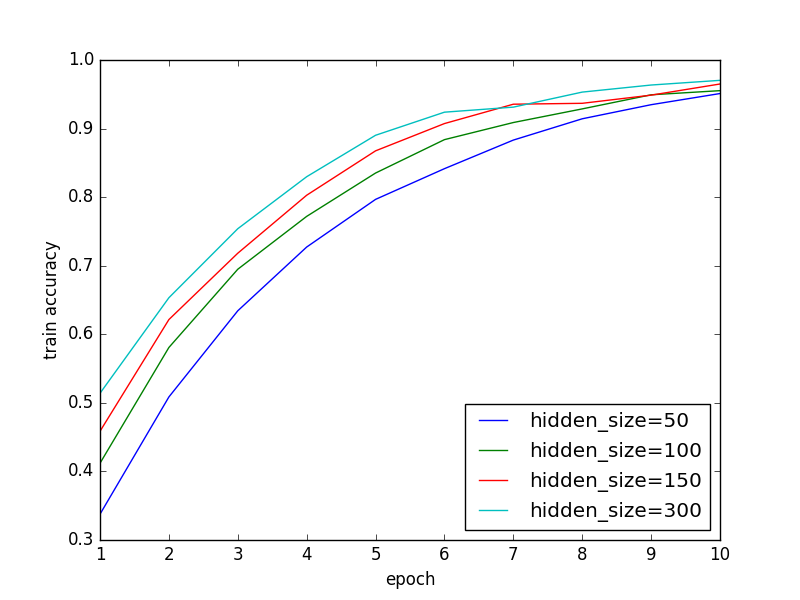 1.0
0.9
0.8
0.7
0.6
0.5
0.4
0.3
train accuracy
hidden_size=50
hidden_size=100
hidden_size=150
hidden_size=300
1 2 3 4 5 6 7 8 9 10
epoch